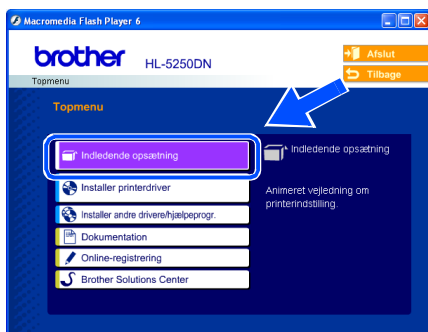 Macromedia Flash Player 6
brother HL-5250DN
Afslut
Tilbage
Topmenu
Topmenu
Indledende opsætning
Installer printerdriver
Installer andre drivere/hjælpeprogr.
Dokumentation
Online-registrering
Brother Solutions Center
Indledende opsætning
Animeret vejledning om
printerindstilling.